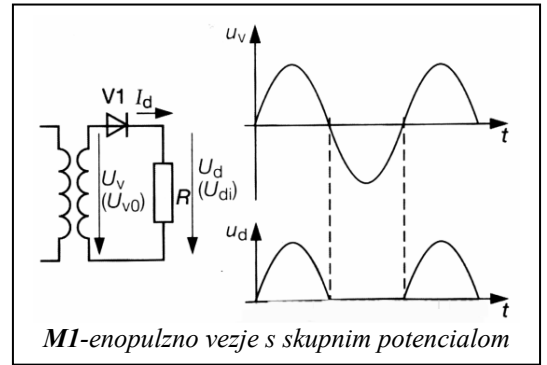 V1 I_d
U_v
(U_v0)
R
U_d
(U_di)
u_v
t
u_d
t
M1-enopulzno vezje s skupnim potencialom